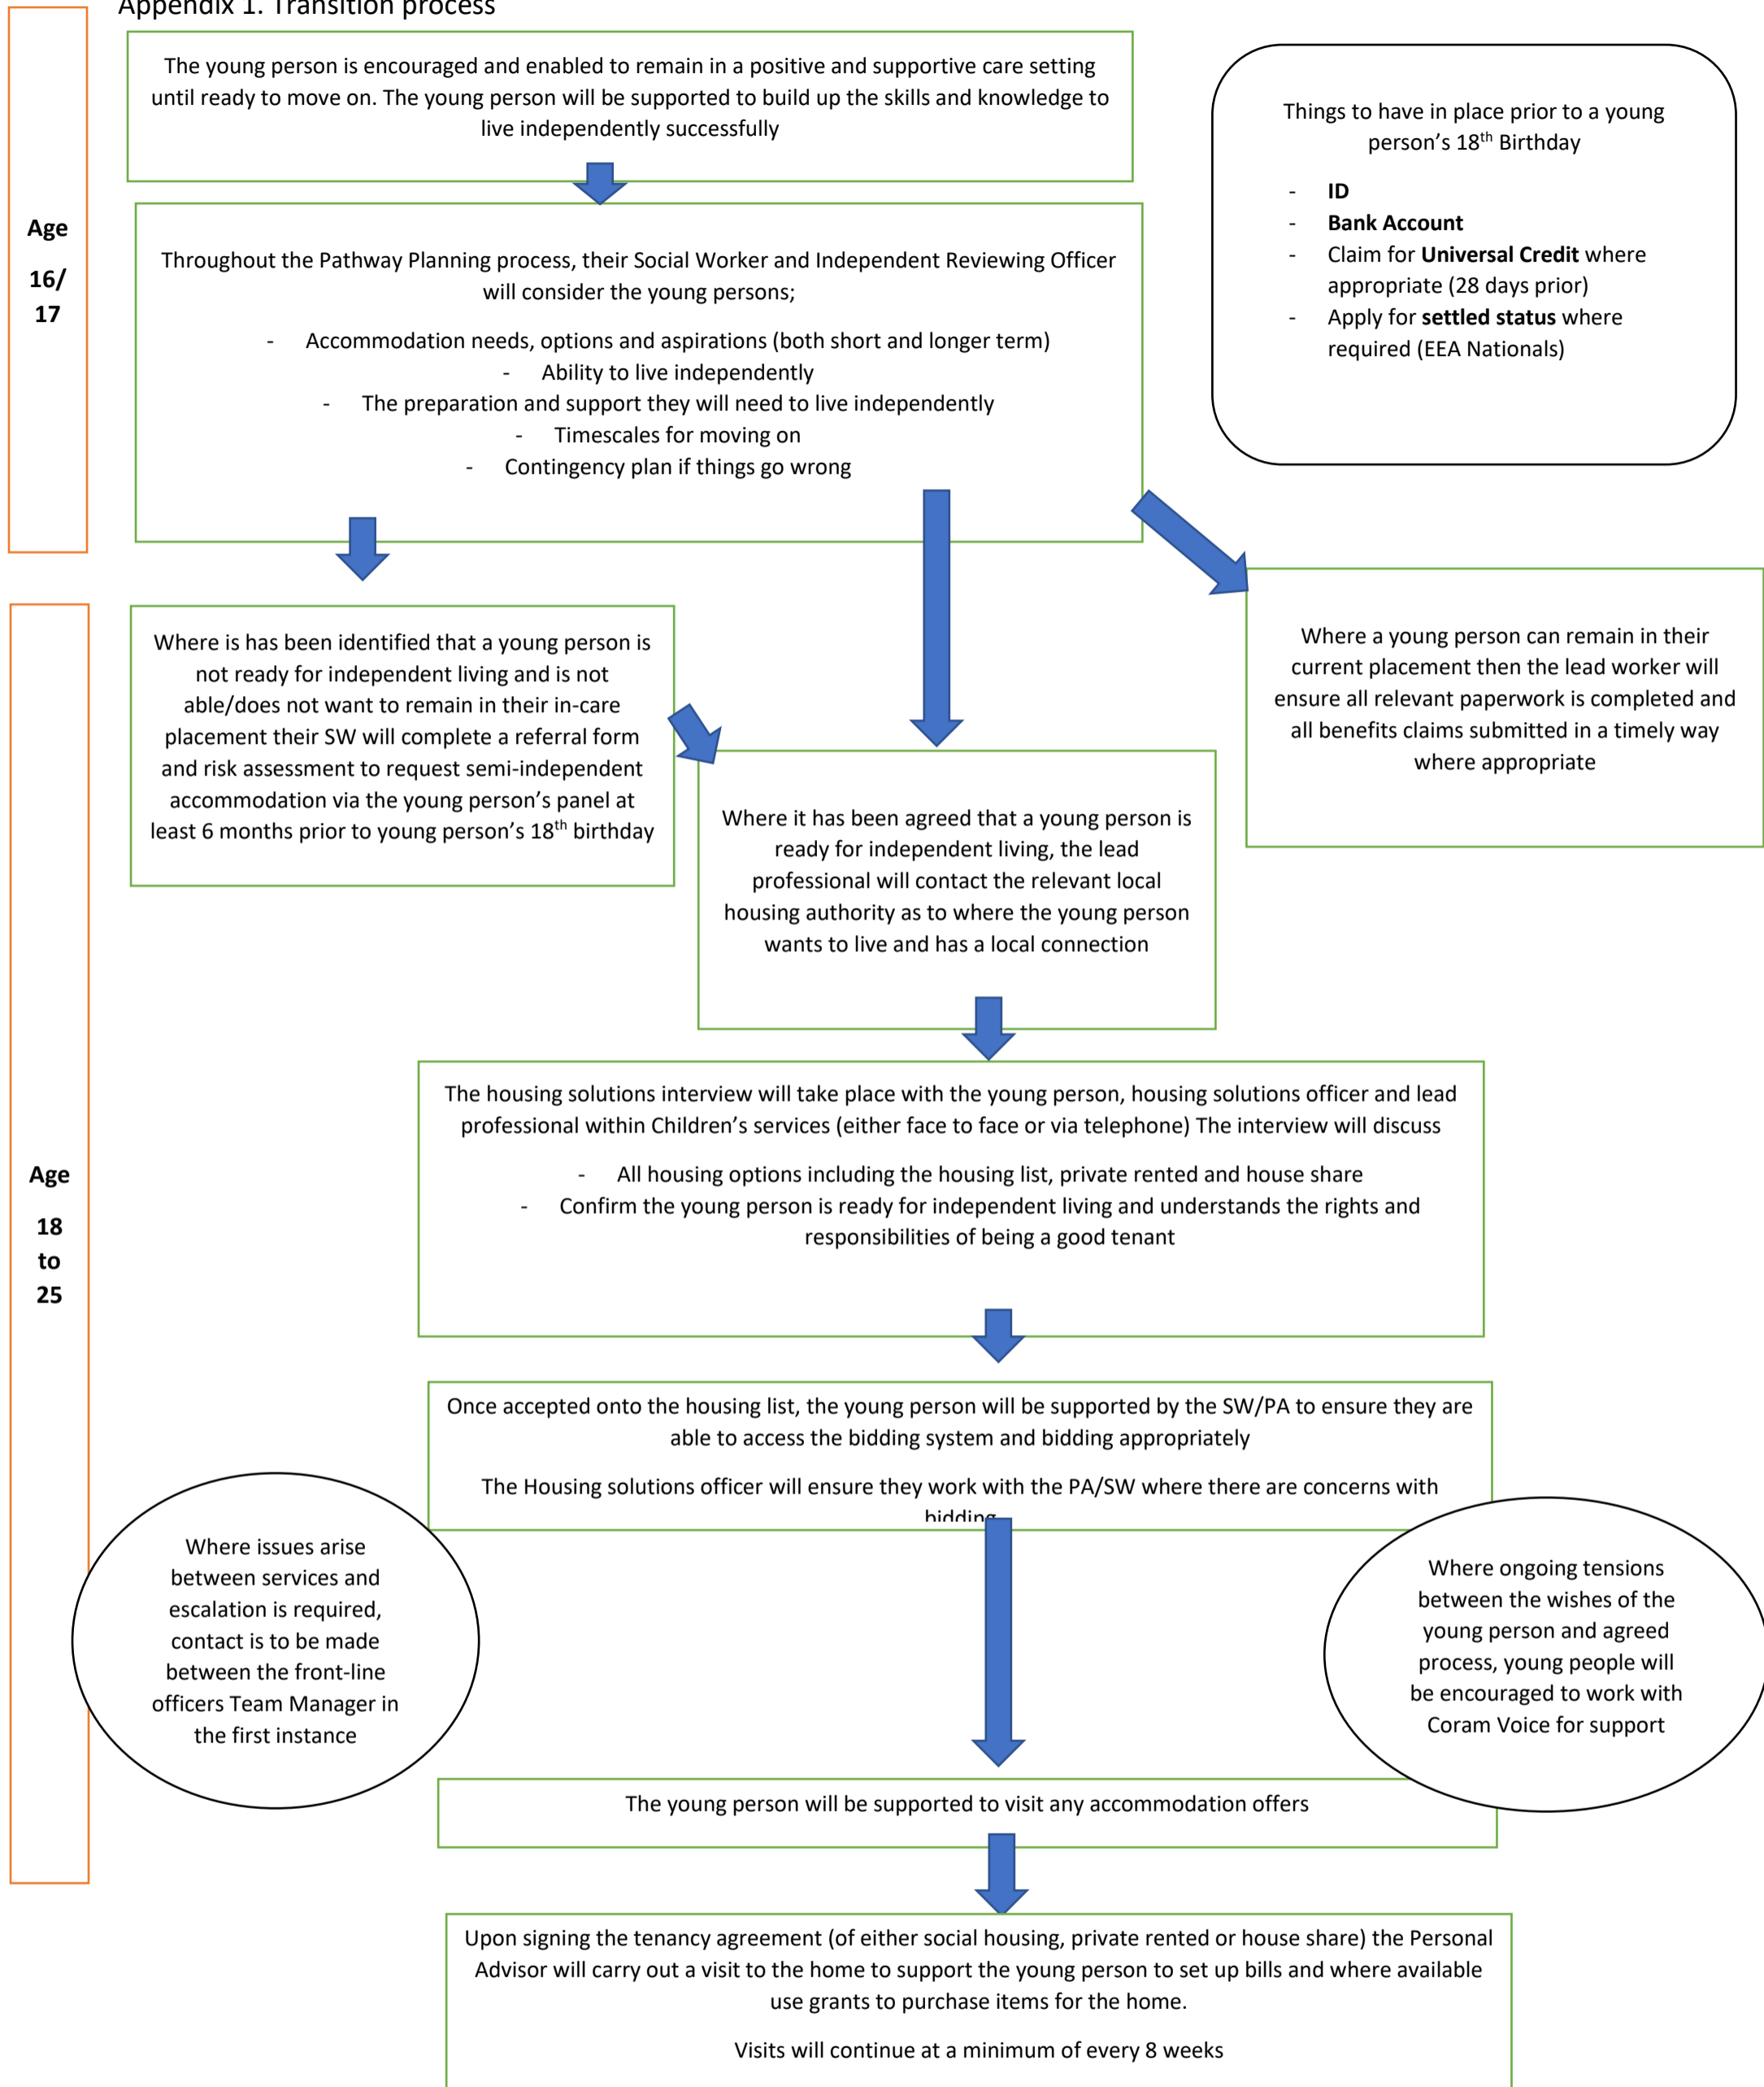 Appendix 1. Transition process
The young person is encouraged and enabled to remain in a positive and supportive care setting
until ready to move on. The young person will be supported to build up the skills and knowledge to
live independently successfully
Things to have in place prior to a young
person's 18th Birthday
- ID
- Bank Account
- Claim for Universal Credit where
appropriate (28 days prior)
- Apply for settled status where
required (EEA Nationals)
Age
16/
17
Throughout the Pathway Planning process, their Social Worker and Independent Reviewing Officer
will consider the young persons;
- Accommodation needs, options and aspirations (both short and longer term)
- Ability to live independently
- The preparation and support they will need to live independently
- Timescales for moving on
- Contingency plan if things go wrong
Where is has been identified that a young person is
not ready for independent living and is not
able/does not want to remain in their in-care
placement their SW will complete a referral form
and risk assessment to request semi-independent
accommodation via the young person's panel at
least 6 months prior to young person's 18th birthday
Where a young person can remain in their
current placement then the lead worker will
ensure all relevant paperwork is completed and
all benefits claims submitted in a timely way
where appropriate
Where it has been agreed that a young person is
ready for independent living, the lead
professional will contact the relevant local
housing authority as to where the young person
wants to live and has a local connection
Age
18
to
25
The housing solutions interview will take place with the young person, housing solutions officer and lead
professional within Children's services (either face to face or via telephone) The interview will discuss
- All housing options including the housing list, private rented and house share
- Confirm the young person is ready for independent living and understands the rights and
responsibilities of being a good tenant
Once accepted onto the housing list, the young person will be supported by the SW/PA to ensure they are
able to access the bidding system and bidding appropriately
The Housing solutions officer will ensure they work with the PA/SW where there are concerns with
bidding
Where issues arise
between services and
escalation is required,
contact is to be made
between the front-line
officers Team Manager in
the first instance
Where ongoing tensions
between the wishes of the
young person and agreed
process, young people will
be encouraged to work with
Coram Voice for support
The young person will be supported to visit any accommodation offers
Upon signing the tenancy agreement (of either social housing, private rented or house share) the Personal
Advisor will carry out a visit to the home to support the young person to set up bills and where available
use grants to purchase items for the home.
Visits will continue at a minimum of every 8 weeks